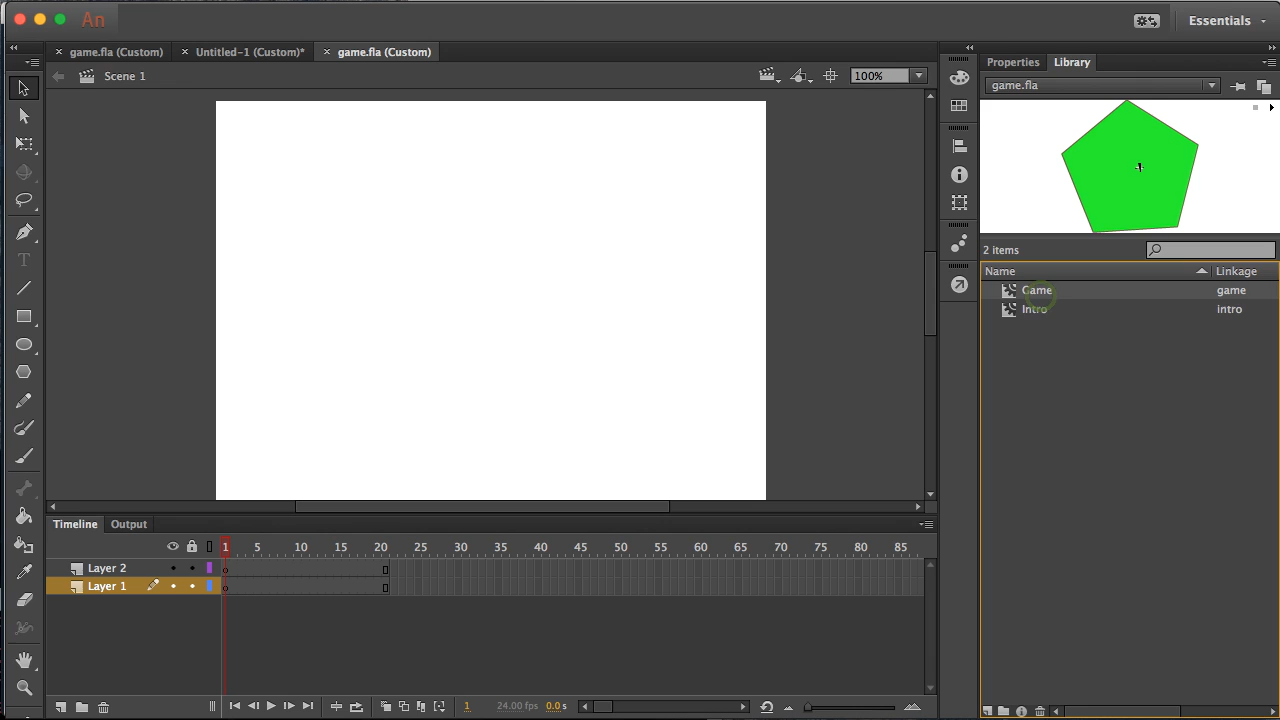 An Essentials
game.fla (Custom) Untitled-1 (Custom)* game.fla (Custom)
Properties Library
Scene 1 100%
game.fla
2 items
Name Linkage
Game game
Intro intro
Timeline Output
1 5 10 15 20 25 30 35 40 45 50 55 60 65 70 75 80 85
Layer 2
Layer 1
1 24.00 fps 0.0 s